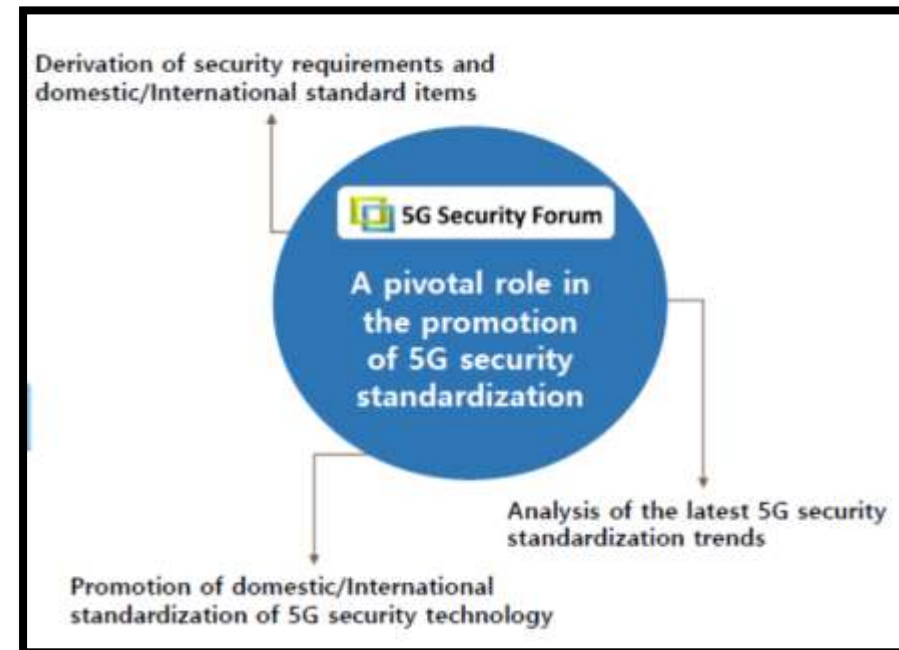 Derivation of security requirements and
domestic/International standard items
5G Security Forum
A pivotal role in
the promotion
of 5G security
standardization
Analysis of the latest 5G security
standardization trends
Promotion of domestic/International
standardization of 5G security technology